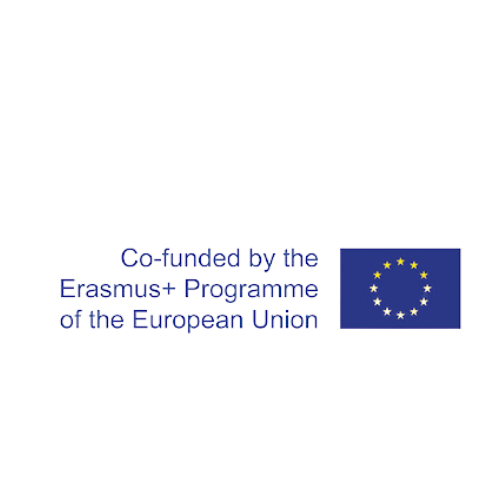 Co-funded by the
Erasmus+ Programme
of the European Union